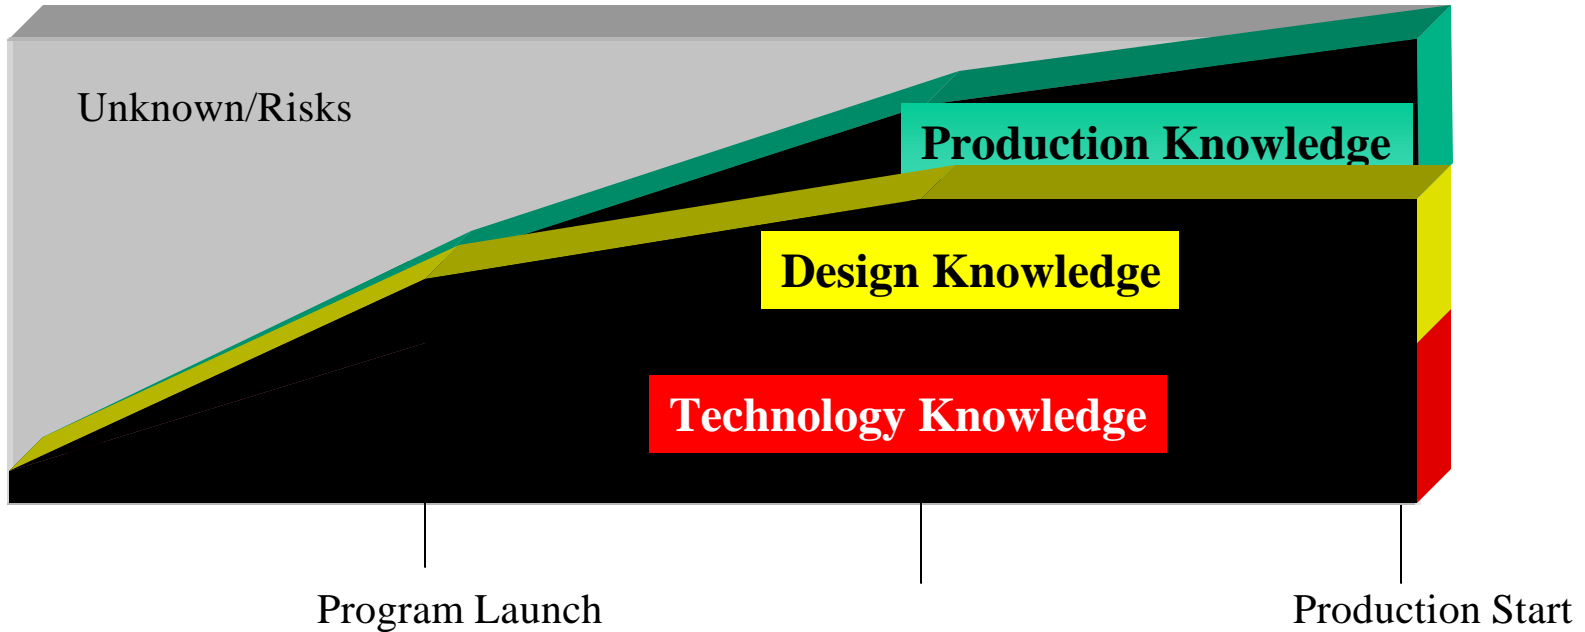 Unknown/Risks
Production Knowledge
Design Knowledge
Technology Knowledge
Program Launch
Production Start